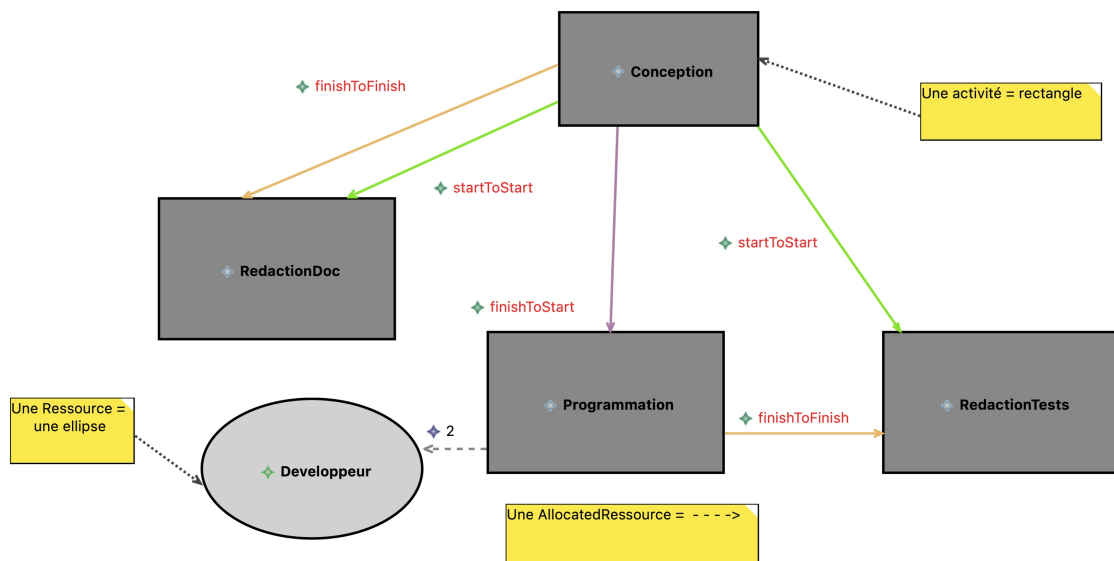 Conception
finishToFinish
Une activité = rectangle
startToStart
startToStart
RedactionDoc
finishToStart
Programmation
RedactionTests
Une Ressource =
une ellipse
finishToFinish
2
Developpeur
Une AllocatedRessource = - - - ->